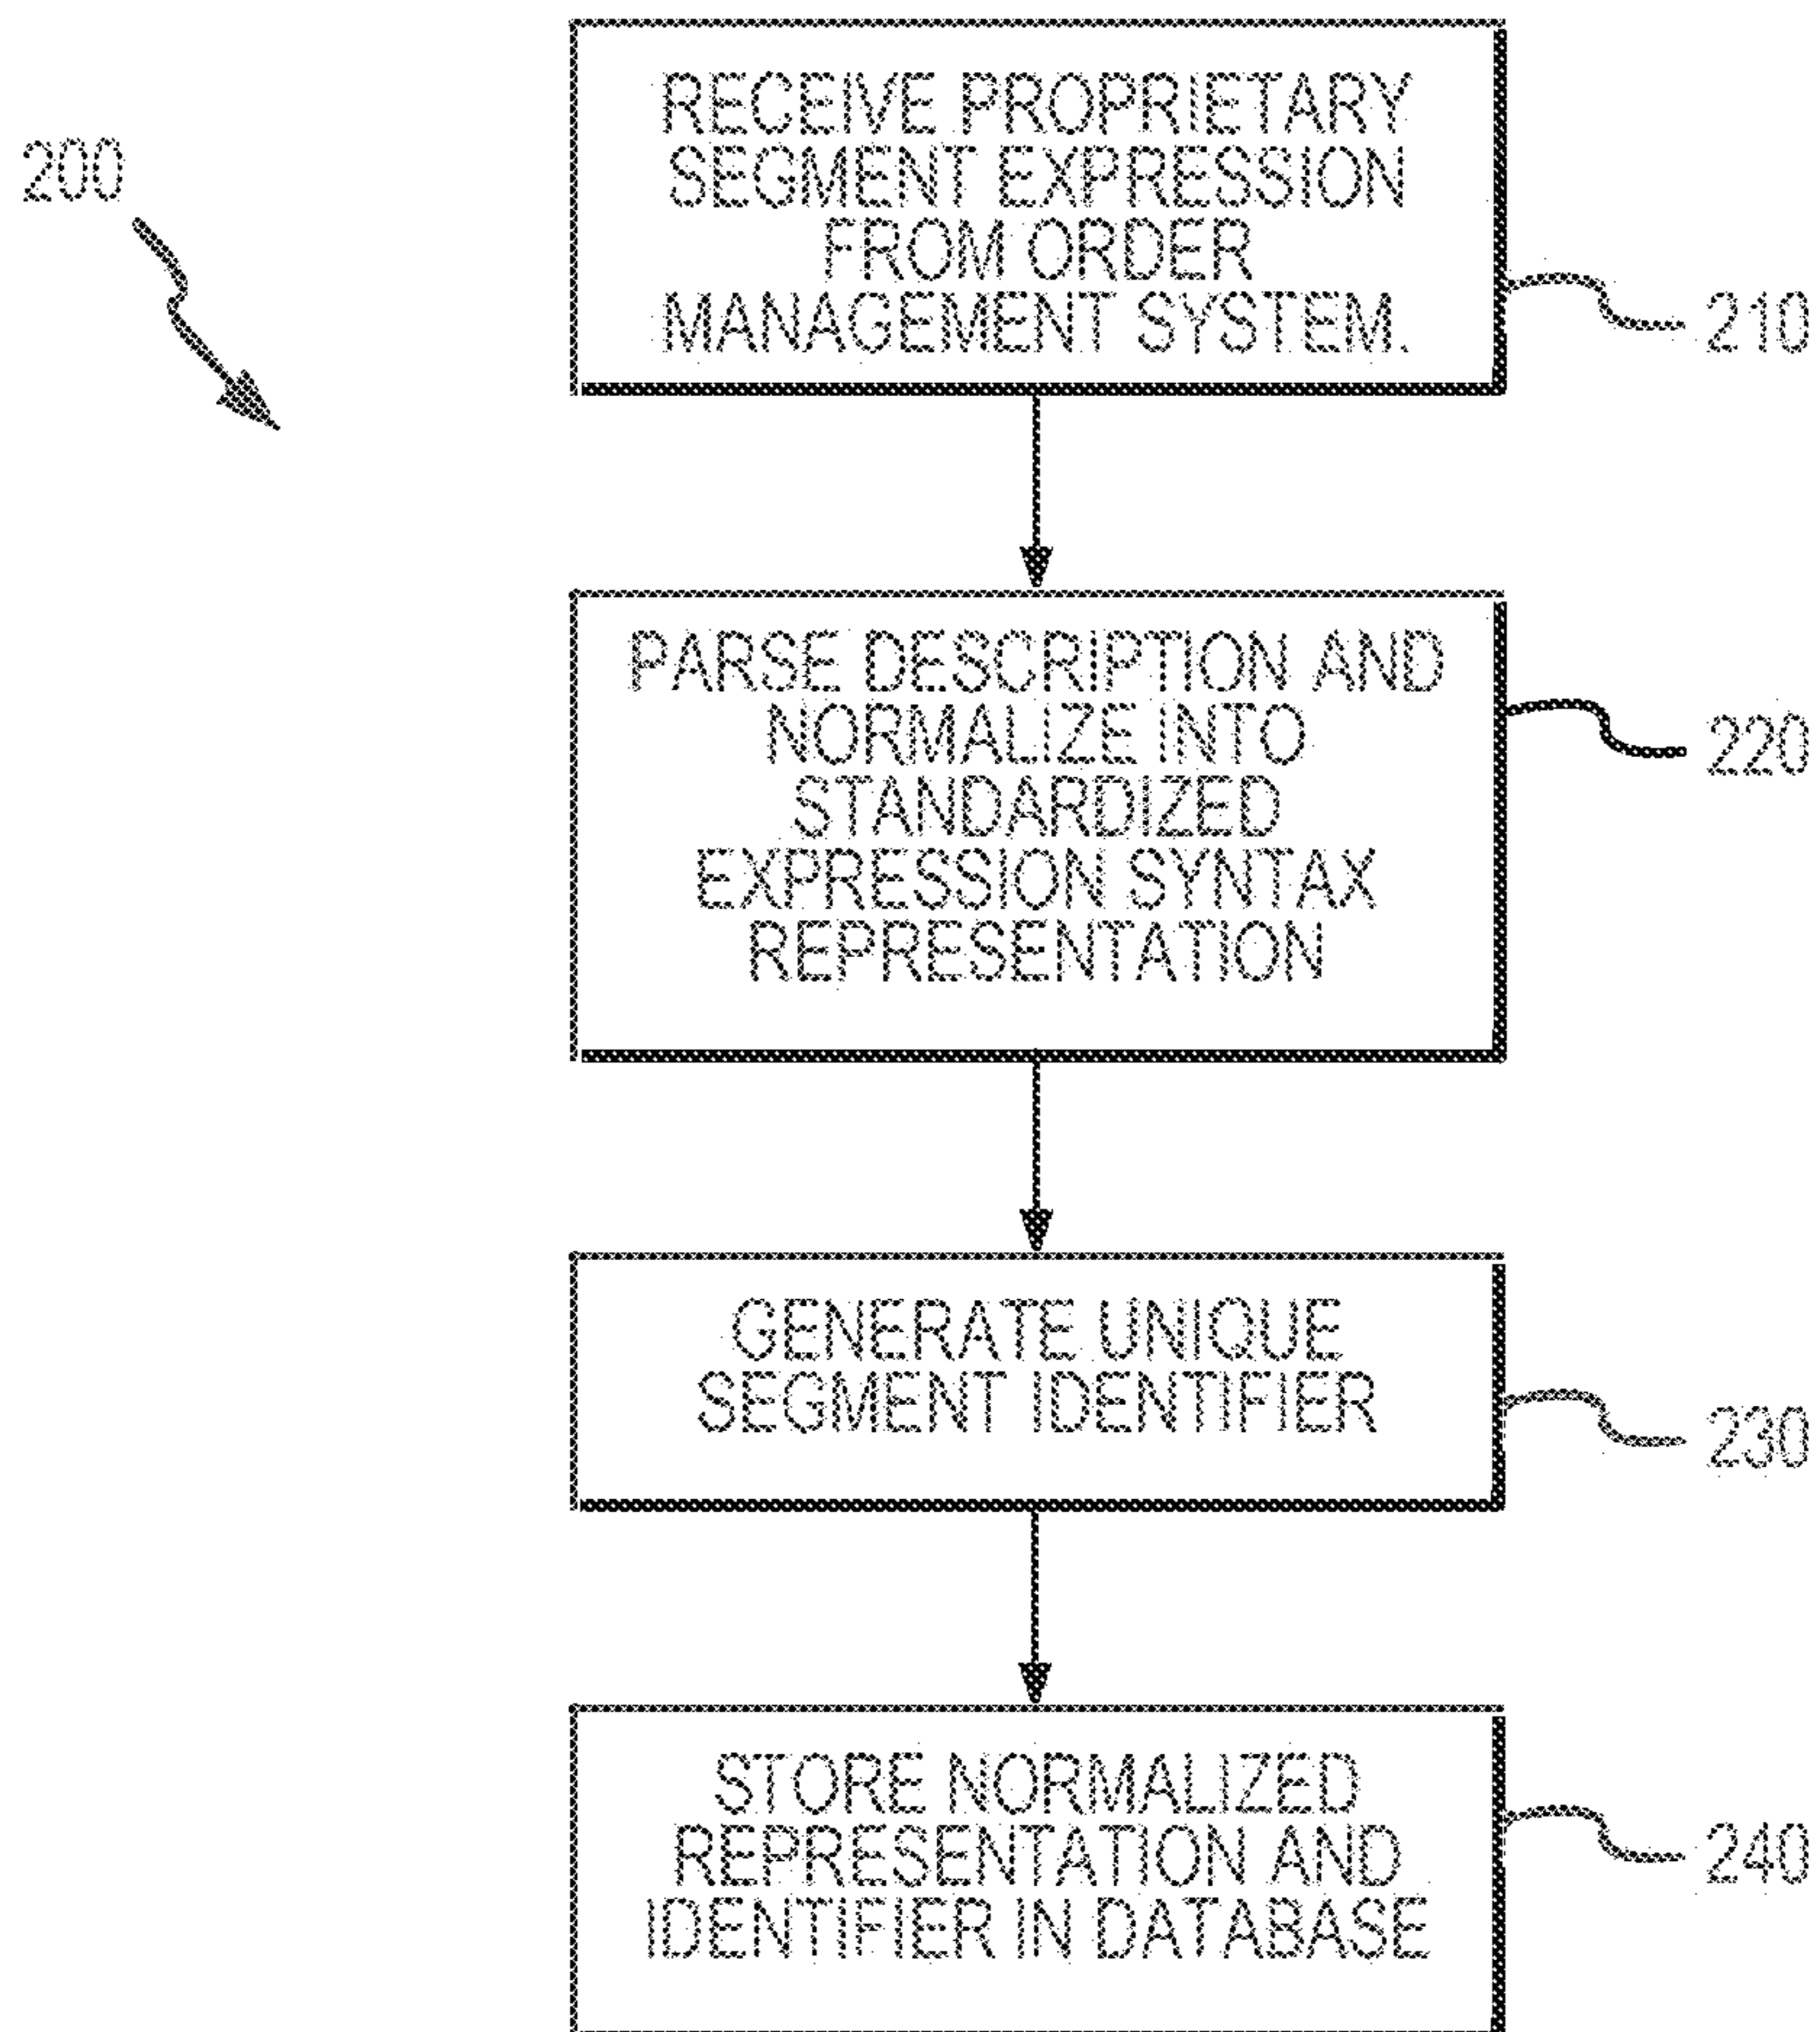 200
RECEIVE PROPRIETARY
SEGMENT EXPRESSION
FROM ORDER
MANAGEMENT SYSTEM.
210
PARSE DESCRIPTION AND
NORMALIZE INTO
STANDARDIZED
EXPRESSION SYNTAX
REPRESENTATION
220
GENERATE UNIQUE
SEGMENT IDENTIFIER
230
STORE NORMALIZED
REPRESENTATION AND
IDENTIFIER IN DATABASE
240